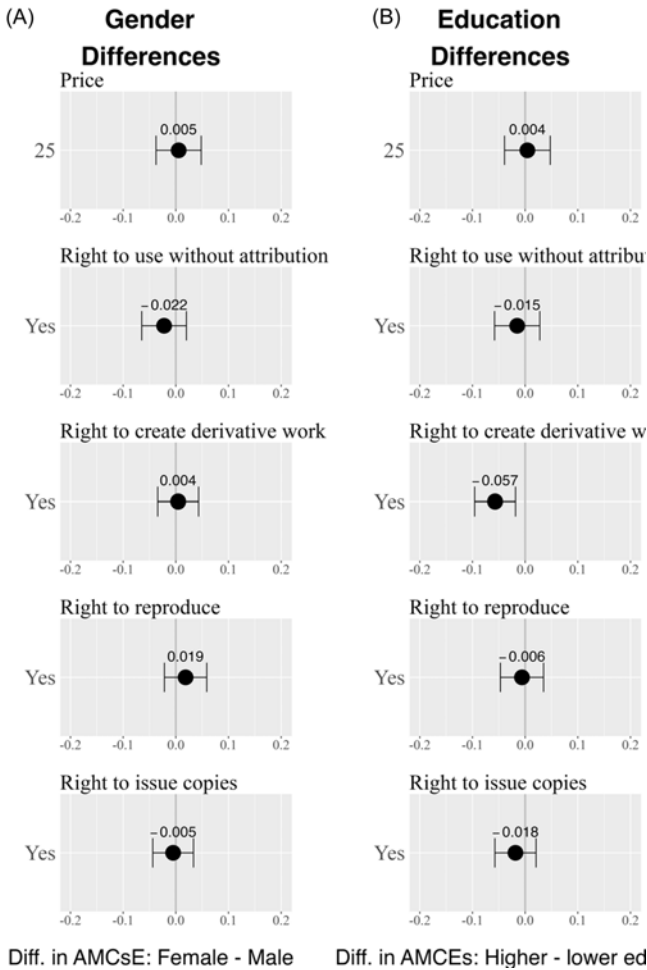 (A) Gender Differences
Price
0.005
25
-0.2 -0.1 0.0 0.1 0.2
Right to use without attribution
−0.022
Yes
-0.2 -0.1 0.0 0.1 0.2
Right to create derivative work
0.004
Yes
-0.2 -0.1 0.0 0.1 0.2
Right to reproduce
0.019
Yes
-0.2 -0.1 0.0 0.1 0.2
Right to issue copies
−0.005
Yes
-0.2 -0.1 0.0 0.1 0.2
Diff. in AMCsE: Female - Male
(B) Education
Differences
Price
0.004
25
-0.2 -0.1 0.0 0.1 0.2
Right to use without attribut
−0.015
Yes
-0.2 -0.1 0.0 0.1 0.2
Right to create derivative w
−0.057
Yes
-0.2 -0.1 0.0 0.1 0.2
Right to reproduce
−0.006
Yes
-0.2 -0.1 0.0 0.1 0.2
Right to issue copies
−0.018
Yes
-0.2 -0.1 0.0 0.1 0.2
Diff. in AMCEs: Higher - lower ed